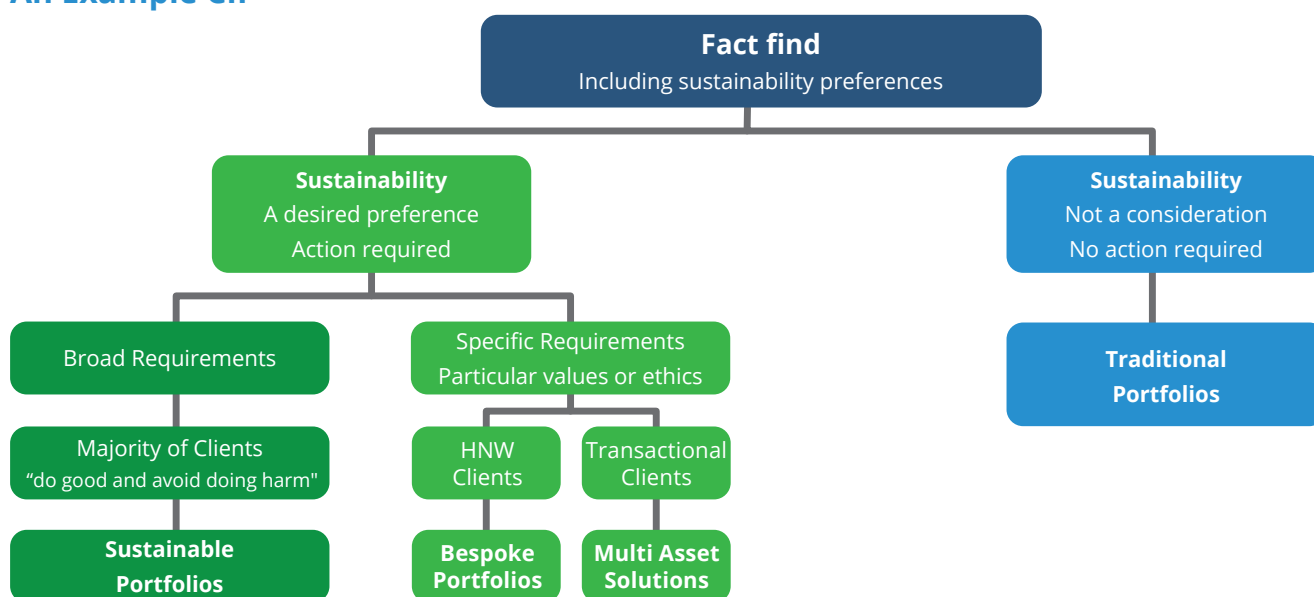 Fact find
Including sustainability preferences
Sustainability
A desired preference
Action required
Sustainability
Not a consideration
No action required
Broad Requirements
Specific Requirements
Particular values or ethics
Traditional
Portfolios
Majority of Clients
“do good and avoid doing harm"
HNW
Clients
Transactional
Clients
Sustainable
Portfolios
Bespoke
Portfolios
Multi Asset
Solutions